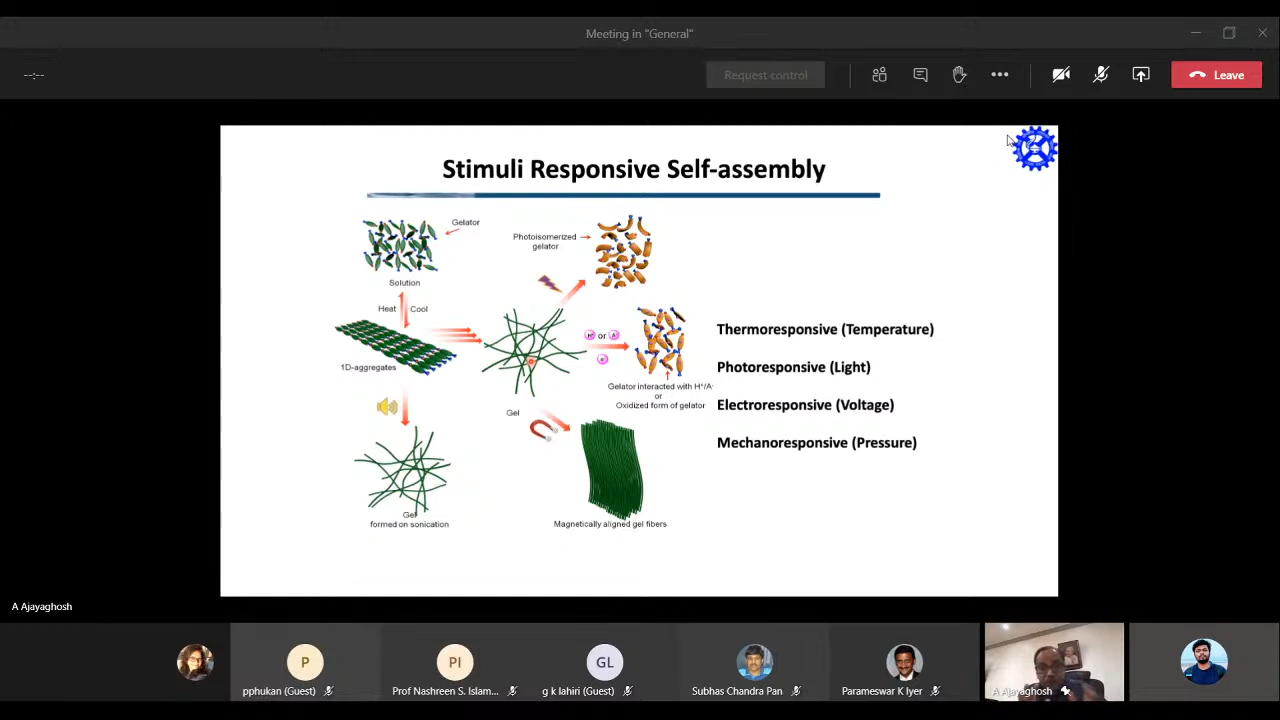 Meeting in "General"
--:--
Request control
Leave
Stimuli Responsive Self-assembly
Gelator
Solution
Heat
Cool
1D-aggregates
Gel
formed on sonication
Photoisomerized
gelator
H⁺ or A⁻
Gelator interacted with H⁺/A⁻
or
Oxidized form of gelator
Gel
Magnetically aligned gel fibers
Thermoresponsive (Temperature)
Photoresponsive (Light)
Electroresponsive (Voltage)
Mechanoresponsive (Pressure)
A Ajayaghosh
P
pphukan (Guest)
PI
Prof Nashreen S. Islam...
GL
g k lahiri (Guest)
Subhas Chandra Pan
Parameswar K Iyer
A Ajayaghosh